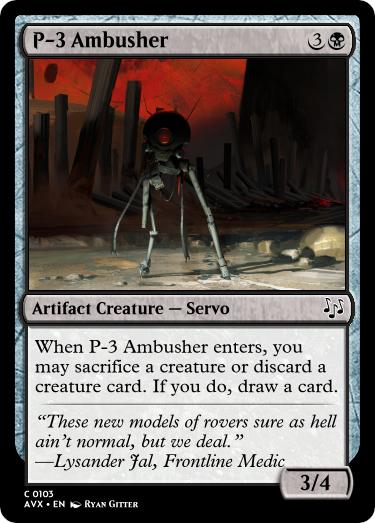 P-3 Ambusher 3
Artifact Creature — Servo
When P-3 Ambusher enters, you
may sacrifice a creature or discard a
creature card. If you do, draw a card.
“These new models of rovers sure as hell
ain’t normal, but we deal.”
—Lysander Jal, Frontline Medic
3/4
C 0103
AVX • EN Ryan Gitter